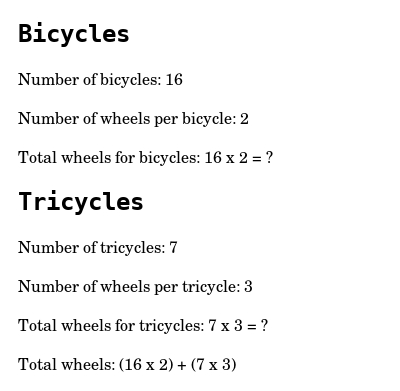 Bicycles
Number of bicycles: 16
Number of wheels per bicycle: 2
Total wheels for bicycles: 16 x 2 = ?
Tricycles
Number of tricycles: 7
Number of wheels per tricycle: 3
Total wheels for tricycles: 7 x 3 = ?
Total wheels: (16 x 2) + (7 x 3)